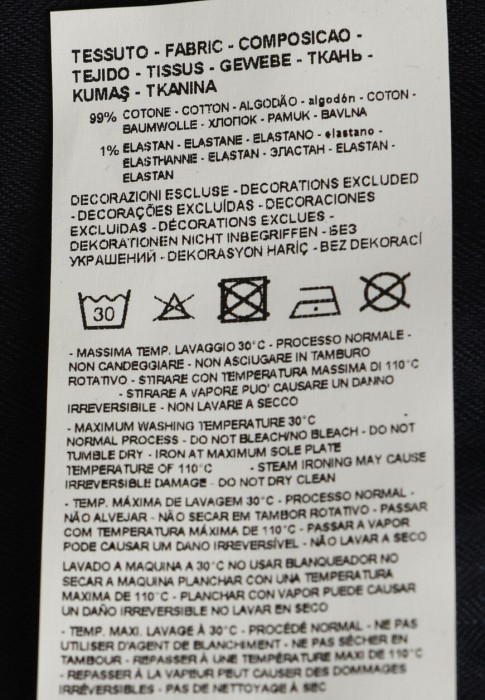 TESSUTO - FABRIC - COMPOSICAO -
TEJIDO - TISSUS - GEWEBE - ТКАНЬ -
KUMAŞ - TKANINA
99% COTONE - COTTON - ALGODÃO - algodón - COTON -
BAUMWOLLE - ХЛОПОК - PAMUK - BAVLNA
1% ELASTAN - ELASTANE - ELASTANO - elastano -
ELASTHANNE - ELASTAN - ЭЛАСТАН - ELASTAN -
ELASTAN
DECORAZIONI ESCLUSE - DECORATIONS EXCLUDED
- DECORAÇÕES EXCLUÍDAS - DECORACIONES
EXCLUIDAS - DÉCORATIONS EXCLUES -
DEKORATIONEN NICHT INBEGRIFFEN - БЕЗ
УКРАШЕНИЙ - DEKORASYON HARİÇ - BEZ DEKORACÍ
30
- MASSIMA TEMP. LAVAGGIO 30°C - PROCESSO NORMALE -
NON CANDEGGIARE - NON ASCIUGARE IN TAMBURO
ROTATIVO - STIRARE CON TEMPERATURA MASSIMA DI 110°C
- STIRARE A VAPORE PUO' CAUSARE UN DANNO
IRREVERSIBILE - NON LAVARE A SECCO
- MAXIMUM WASHING TEMPERATURE 30°C -
NORMAL PROCESS - DO NOT BLEACH/NO BLEACH - DO NOT
TUMBLE DRY - IRON AT MAXIMUM SOLE PLATE
TEMPERATURE OF 110°C - STEAM IRONING MAY CAUSE
IRREVERSIBLE DAMAGE - DO NOT DRY CLEAN
- TEMP. MÁXIMA DE LAVAGEM 30°C - PROCESSO NORMAL -
NÃO ALVEJAR - NÃO SECAR EM TAMBOR ROTATIVO - PASSAR
COM TEMPERATURA MÁXIMA DE 110°C - PASSAR A VAPOR
PODE CAUSAR UM DANO IRREVERSÍVEL - NÃO LAVAR A SECO
LAVADO A MAQUINA A 30°C NO USAR BLANQUEADOR NO
SECAR A MAQUINA PLANCHAR CON UNA TEMPERATURA
MAXIMA DE 110°C - PLANCHAR CON VAPOR PUEDE CAUSAR
UN DAÑO IRREVERSIBLE NO LAVAR EN SECO
- TEMP. MAXI. LAVAGE À 30°C - PROCÉDÉ NORMAL - NE PAS
UTILISER D'AGENT DE BLANCHIMENT - NE PAS SÉCHER EN
TAMBOUR - REPASSER À UNE TEMPÉRATURE MAXI DE 110°C
- REPASSER À LA VAPEUR PEUT CAUSER DES DOMMAGES
IRRÉVERSIBLES - PAS DE NETTOYAGE À SEC